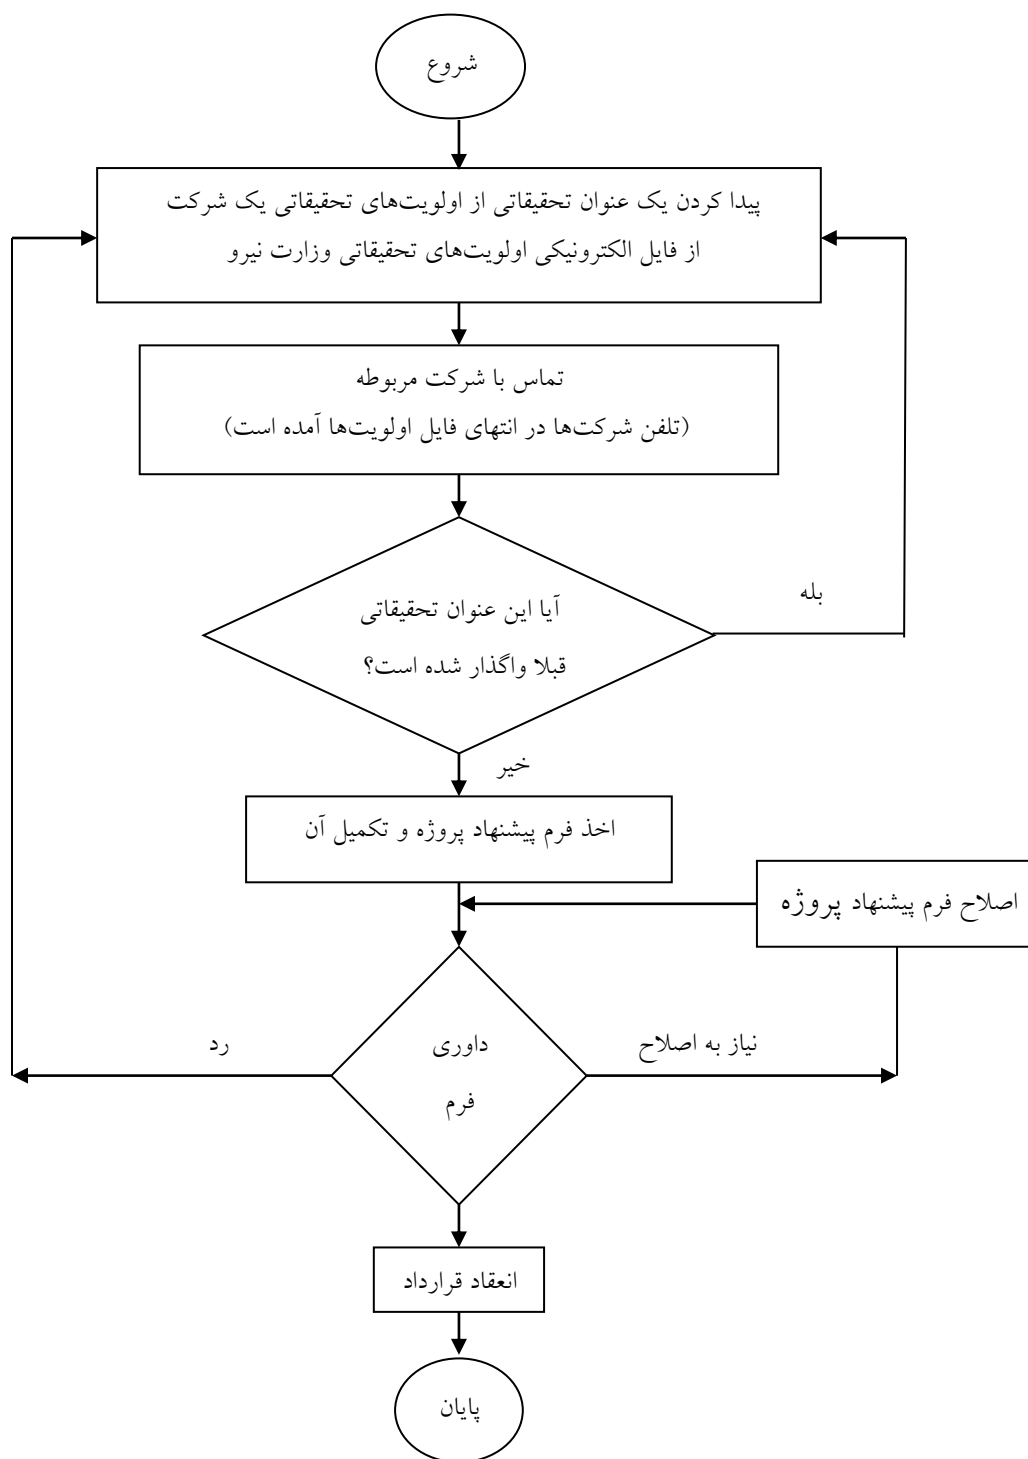 شروع
پیدا کردن یک عنوان تحقیقاتی از اولویت‌های تحقیقاتی یک شرکت
از فایل الکترونیکی اولویت‌های تحقیقاتی وزارت نیرو
تماس با شرکت مربوطه
(تلفن شرکت‌ها در انتهای فایل اولویت‌ها آمده است)
آیا این عنوان تحقیقاتی
قبلا واگذار شده است؟
بله
خیر
اخذ فرم پیشنهاد پروژه و تکمیل آن
اصلاح فرم پیشنهاد پروژه
داوری
فرم
نیاز به اصلاح
رد
انعقاد قرارداد
پایان